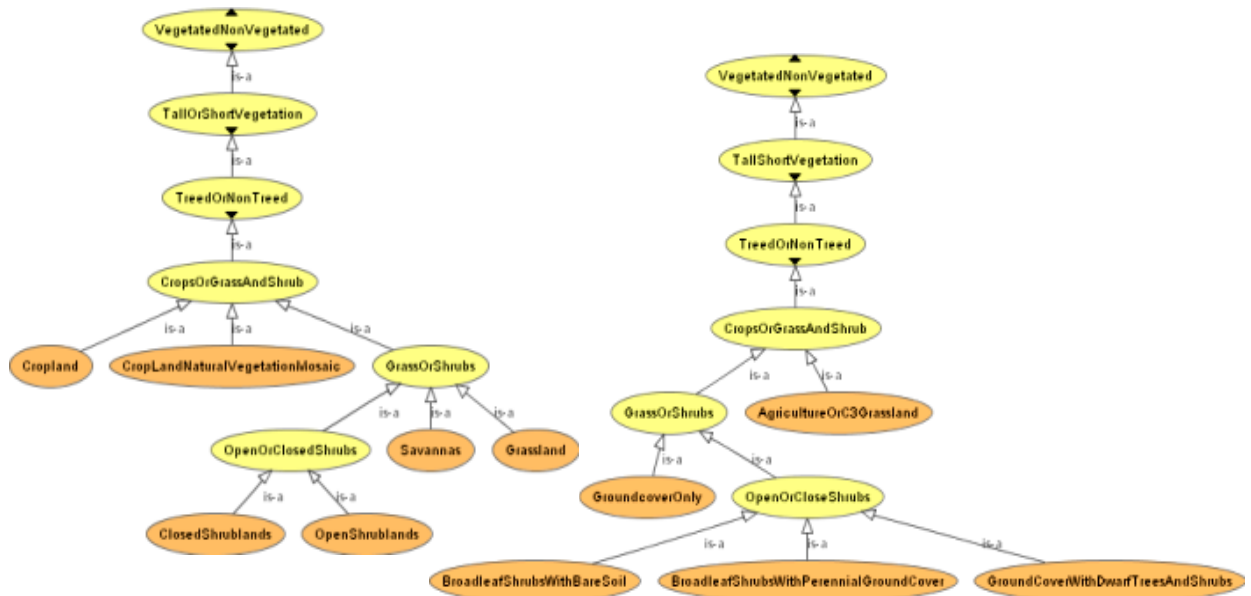 VegetatedNonVegetated
is-a
TallOrShortVegetation
is-a
TreedOrNonTreed
is-a
CropsOrGrassAndShrub
is-a is-a is-a
Cropland CropLandNaturalVegetationMosaic GrassOrShrubs
is-a is-a is-a
OpenOrClosedShrubs Savannas Grassland
is-a is-a
ClosedShrublands OpenShrublands
VegetatedNonVegetated
is-a
TallShortVegetation
is-a
TreedOrNonTreed
is-a
CropsOrGrassAndShrub
is-a is-a
GrassOrShrubs AgricultureOrC3Grassland
is-a is-a
GroundcoverOnly OpenOrCloseShrubs
is-a is-a is-a
BroadleafShrubsWithBareSoil BroadleafShrubsWithPerennialGroundCover GroundCoverWithDwarfTreesAndShrubs